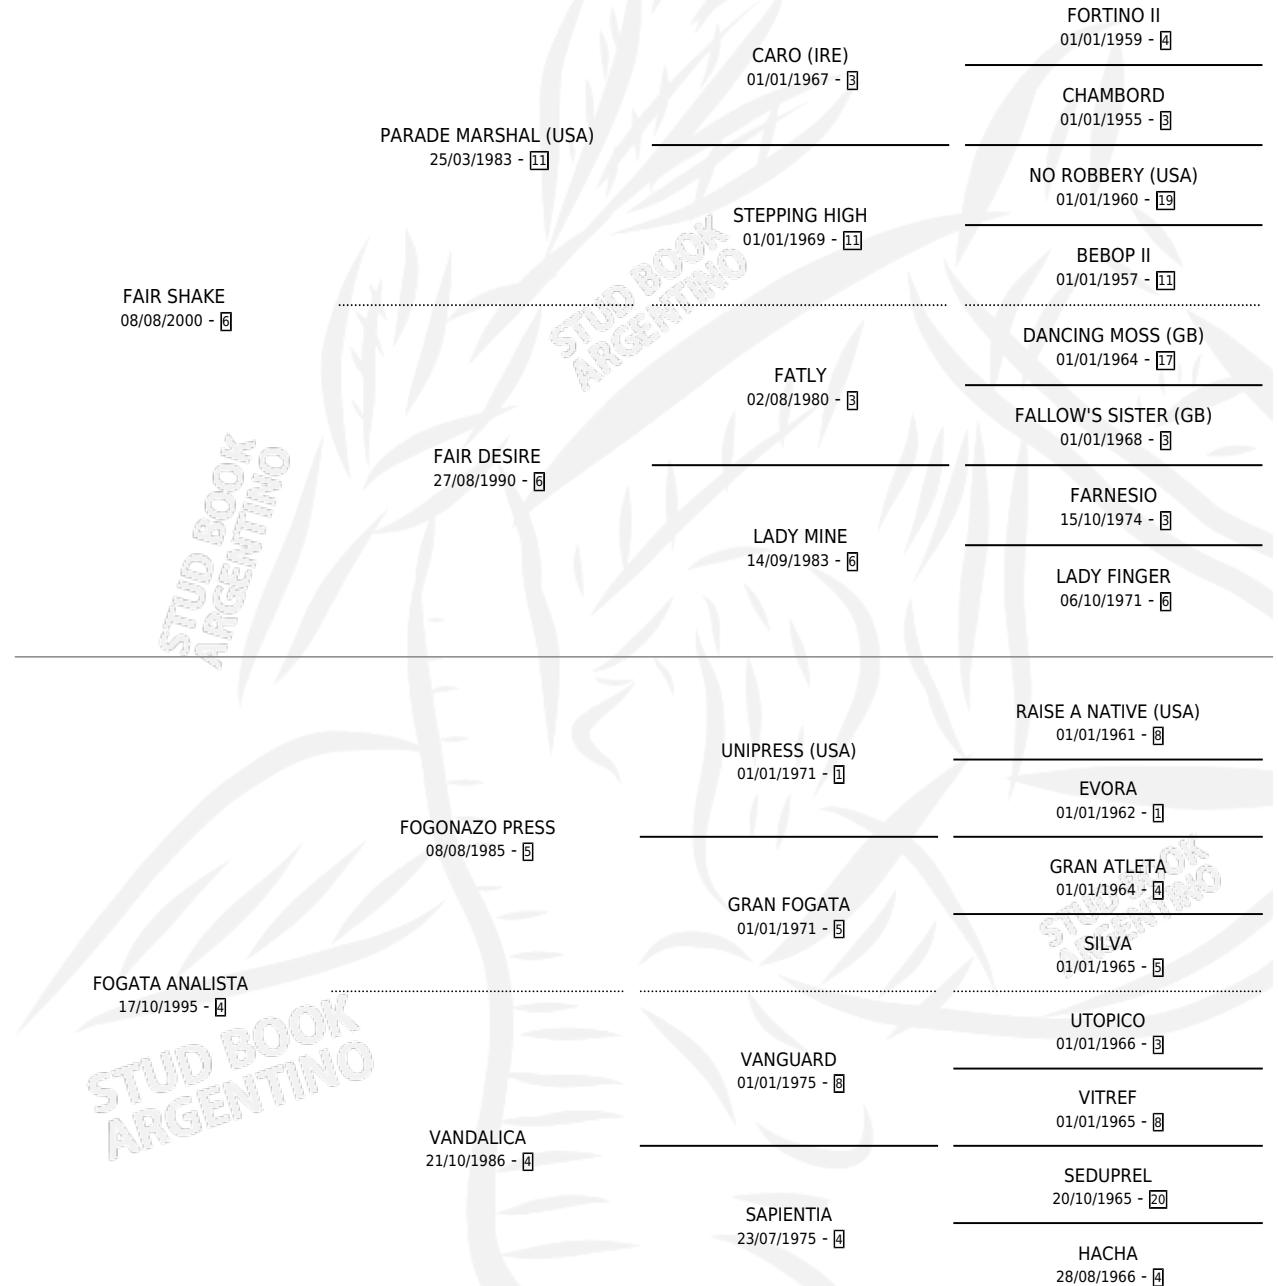 FORTINO II
01/01/1959 - 4
CARO (IRE)
01/01/1967 - 3
CHAMBORD
01/01/1955 - 3
PARADE MARSHAL (USA)
25/03/1983 - 11
NO ROBBERY (USA)
01/01/1960 - 19
STEPPING HIGH
01/01/1969 - 11
BEBOP II
01/01/1957 - 11
FAIR SHAKE
08/08/2000 - 6
STUD BOOK
ARGENTINO
DANCING MOSS (GB)
01/01/1964 - 17
FATLY
02/08/1980 - 3
FALLOW'S SISTER (GB)
01/01/1968 - 3
FAIR DESIRE
27/08/1990 - 6
FARNESIO
15/10/1974 - 3
LADY MINE
14/09/1983 - 6
LADY FINGER
06/10/1971 - 6
STUD BOOK
ARGENTINO
RAISE A NATIVE (USA)
01/01/1961 - 8
UNIPRESS (USA)
01/01/1971 - 1
EVORA
01/01/1962 - 1
FOGONAZO PRESS
08/08/1985 - 5
GRAN ATLETA
01/01/1964 - 4
GRAN FOGATA
01/01/1971 - 5
SILVA
01/01/1965 - 5
STUD BOOK
ARGENTINO
FOGATA ANALISTA
17/10/1995 - 4
UTOPICO
01/01/1966 - 3
VANGUARD
01/01/1975 - 8
VITREF
01/01/1965 - 8
STUD BOOK
ARGENTINO
VANDALICA
21/10/1986 - 4
SEDUPREL
20/10/1965 - 20
SAPIENTIA
23/07/1975 - 4
HACHA
28/08/1966 - 4